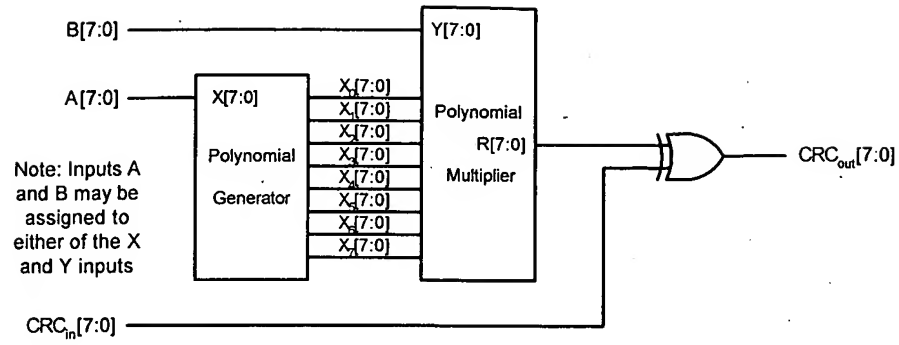 B[7:0]
Y[7:0]
A[7:0]
X[7:0]
X0[7:0]
X1[7:0]
X2[7:0]
X3[7:0]
X4[7:0]
X5[7:0]
X6[7:0]
X7[7:0]
Polynomial
Generator
Polynomial
R[7:0]
Multiplier
CRCout[7:0]
Note: Inputs A
and B may be
assigned to
either of the X
and Y inputs
CRCin[7:0]